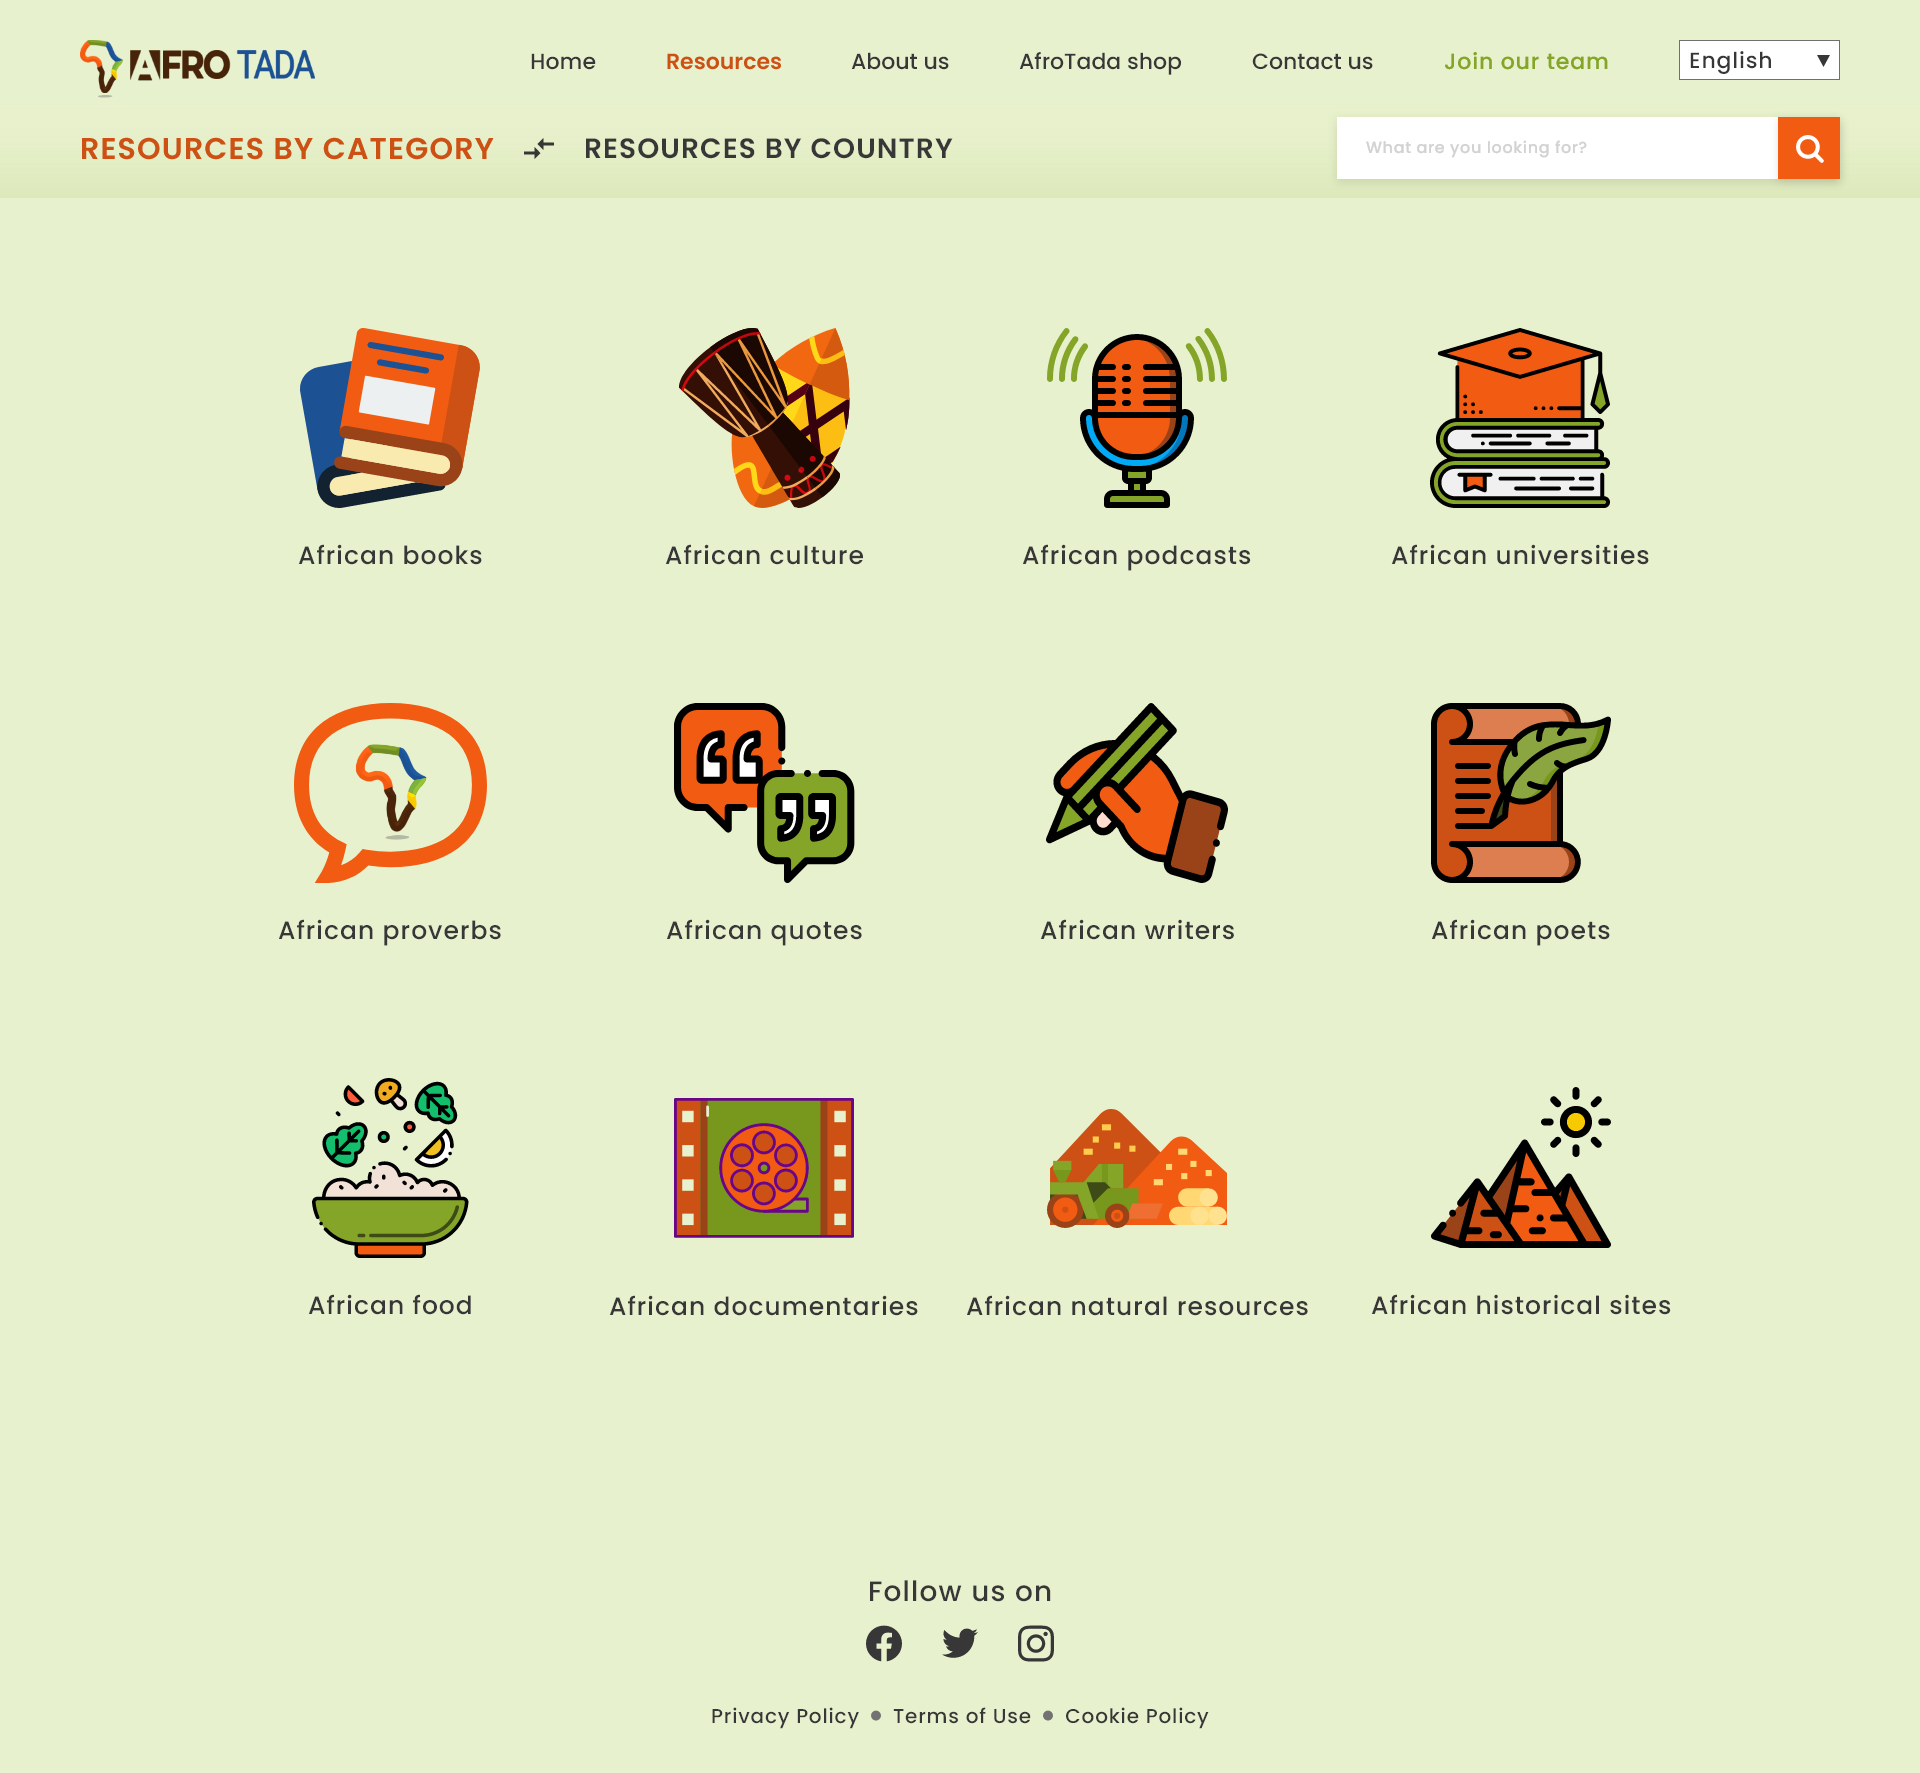 AFRO TADA
Home
Resources
About us
AfroTada shop
Contact us
Join our team
English
RESOURCES BY CATEGORY
RESOURCES BY COUNTRY
What are you looking for?
African books
African culture
African podcasts
African universities
African proverbs
African quotes
African writers
African poets
African food
African documentaries
African natural resources
African historical sites
Follow us on
Privacy Policy • Terms of Use • Cookie Policy